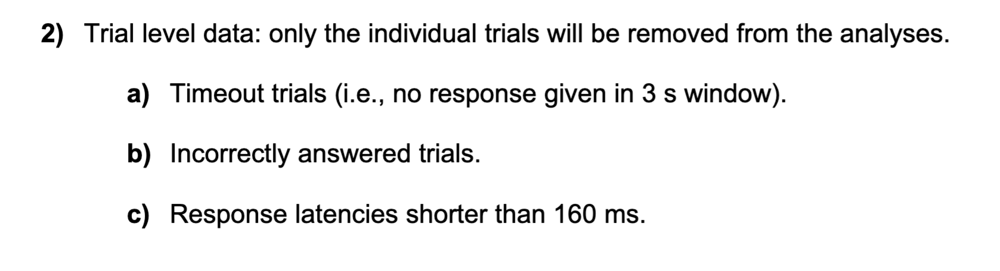 2) Trial level data: only the individual trials will be removed from the analyses.
a) Timeout trials (i.e., no response given in 3 s window).
b) Incorrectly answered trials.
c) Response latencies shorter than 160 ms.